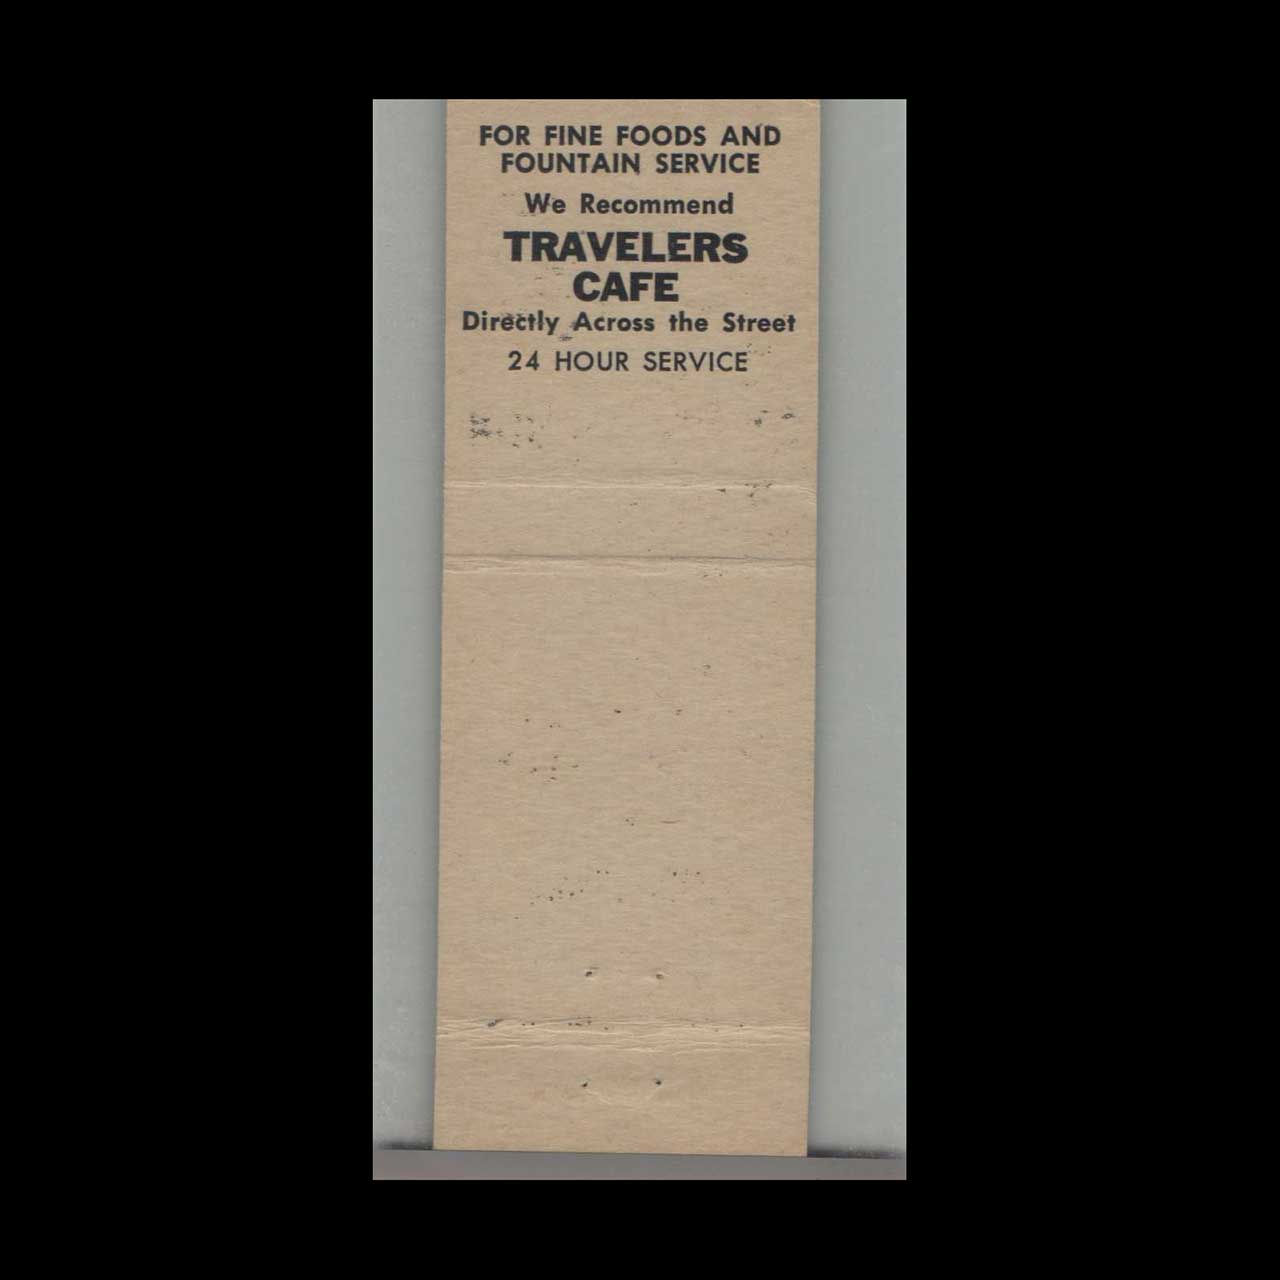 FOR FINE FOODS AND
FOUNTAIN SERVICE
We Recommend
TRAVELERS
CAFE
Directly Across the Street
24 HOUR SERVICE